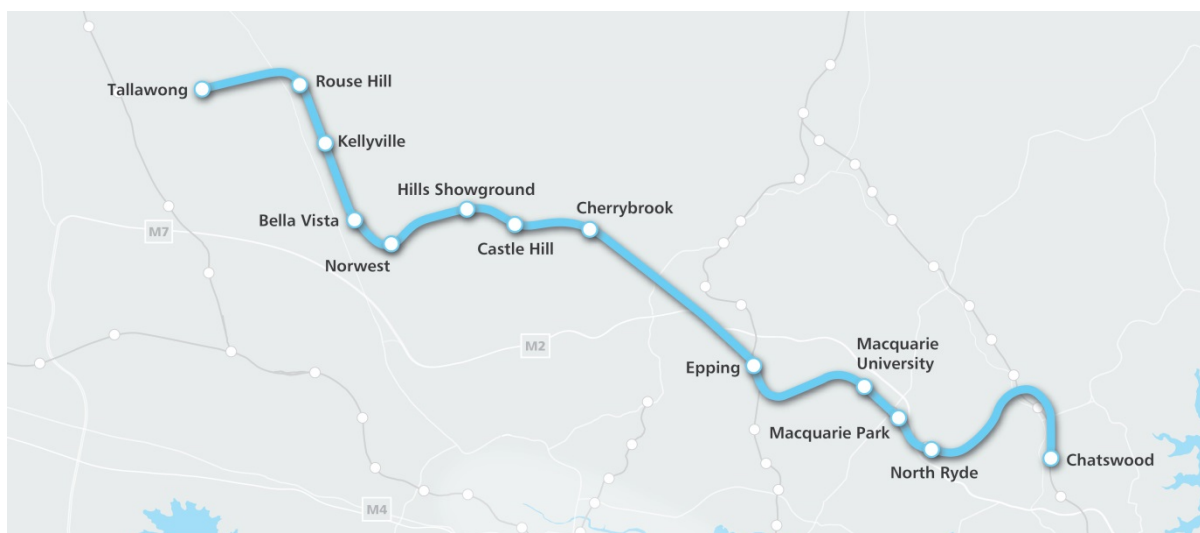 Tallawong
Rouse Hill
Kellyville
Hills Showground
Cherrybrook
Bella Vista
M7
Castle Hill
Norwest
M2
Macquarie
University
Epping
Macquarie Park
Chatswood
North Ryde
M4